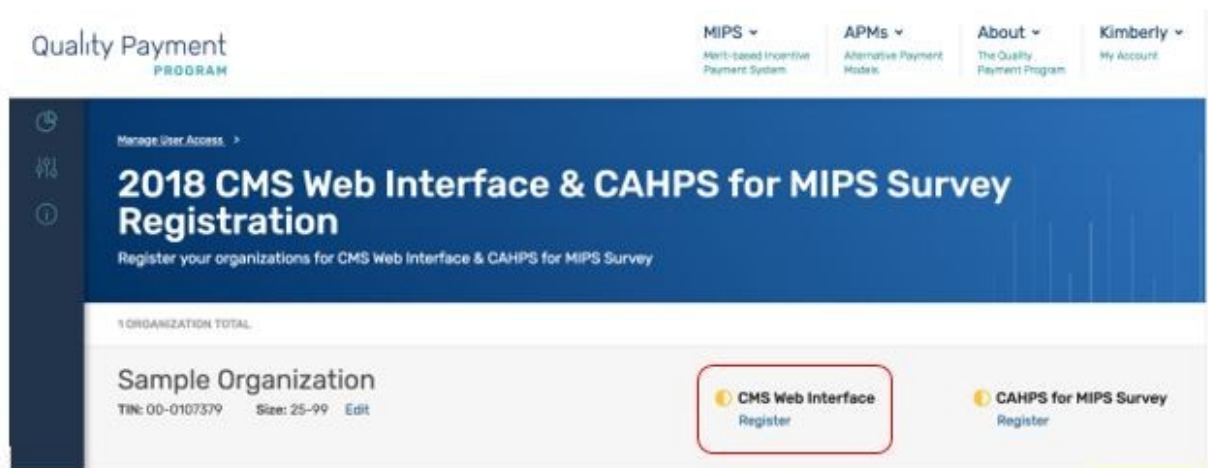 Quality Payment
PROGRAM
MIPS
Merit-based Incentive
Payment System
APMs
Alternative Payment
Models
About
The Quality
Payment Program
Kimberly
My Account
Manage User Access >
2018 CMS Web Interface & CAHPS for MIPS Survey
Registration
Register your organizations for CMS Web Interface & CAHPS for MIPS Survey
1 ORGANIZATION TOTAL
Sample Organization
TIN: 00-0107379 Size: 25-99 Edit
CMS Web Interface
Register
CAHPS for MIPS Survey
Register